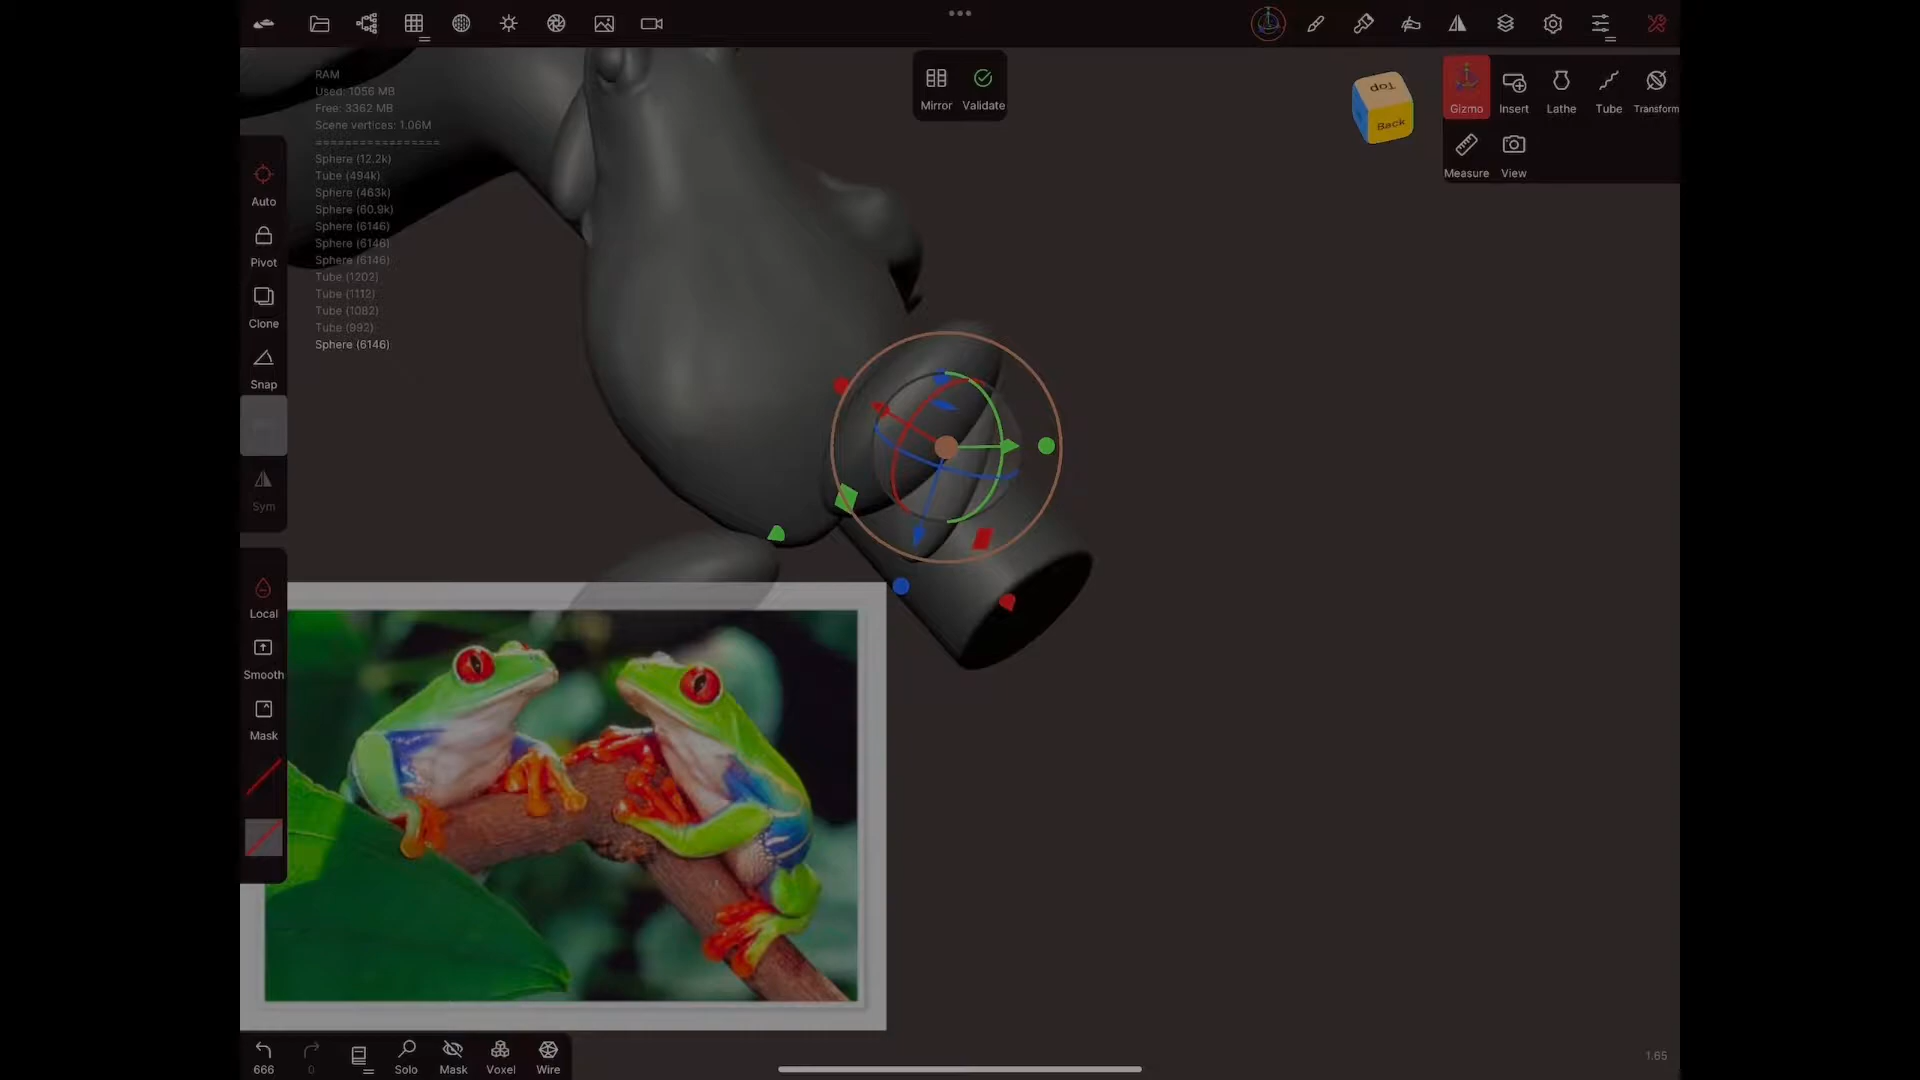 RAM
Used: 1056 MB
Free: 3362 MB
Scene vertices: 1.06M
=================
Sphere (12.2k)
Tube (494k)
Sphere (463k)
Sphere (60.9k)
Sphere (6146)
Sphere (6146)
Sphere (6146)
Tube (1202)
Tube (1112)
Tube (1082)
Tube (992)
Sphere (6146)
Mirror
Validate
Top
Back
Gizmo
Insert
Lathe
Tube
Transform
Measure
View
Auto
Pivot
Clone
Snap
Sym
Local
Smooth
Mask
666
0
Solo
Mask
Voxel
Wire
1.65